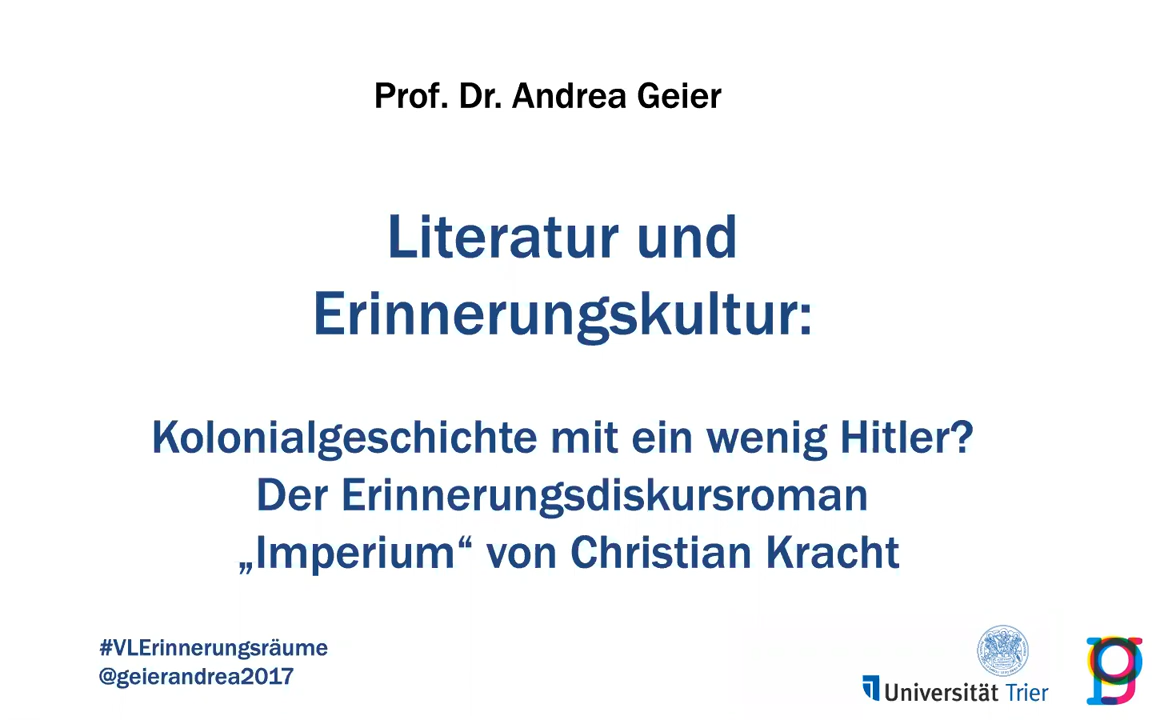 Prof. Dr. Andrea Geier
Literatur und
Erinnerungskultur:
Kolonialgeschichte mit ein wenig Hitler?
Der Erinnerungsdiskursroman
„Imperium“ von Christian Kracht
#VLErinnerungsräume
@geierandrea2017
Universität Trier